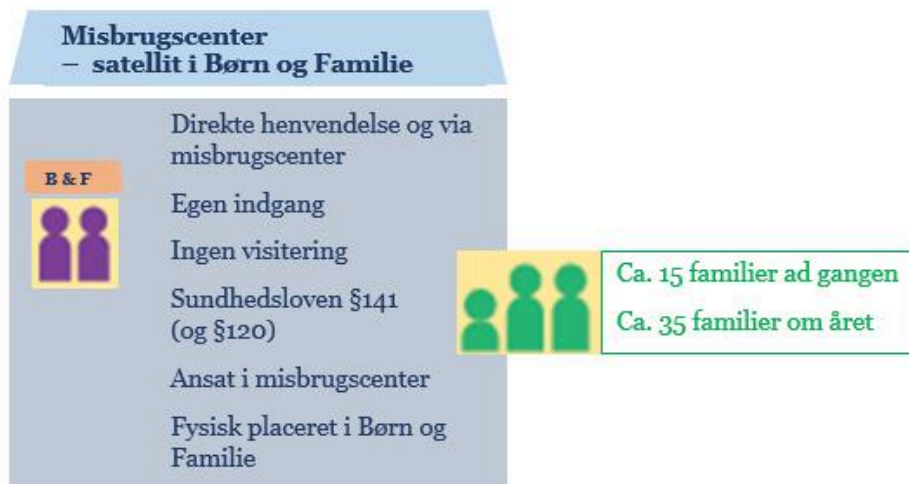 Misbrugscenter
– satellit i Børn og Familie
Direkte henvendelse og via
misbrugscenter
B & F
Egen indgang
Ingen visitering
Sundhedsloven §141
(og §120)
Ansat i misbrugscenter
Fysisk placeret i Børn og
Familie
Ca. 15 familier ad gangen
Ca. 35 familier om året